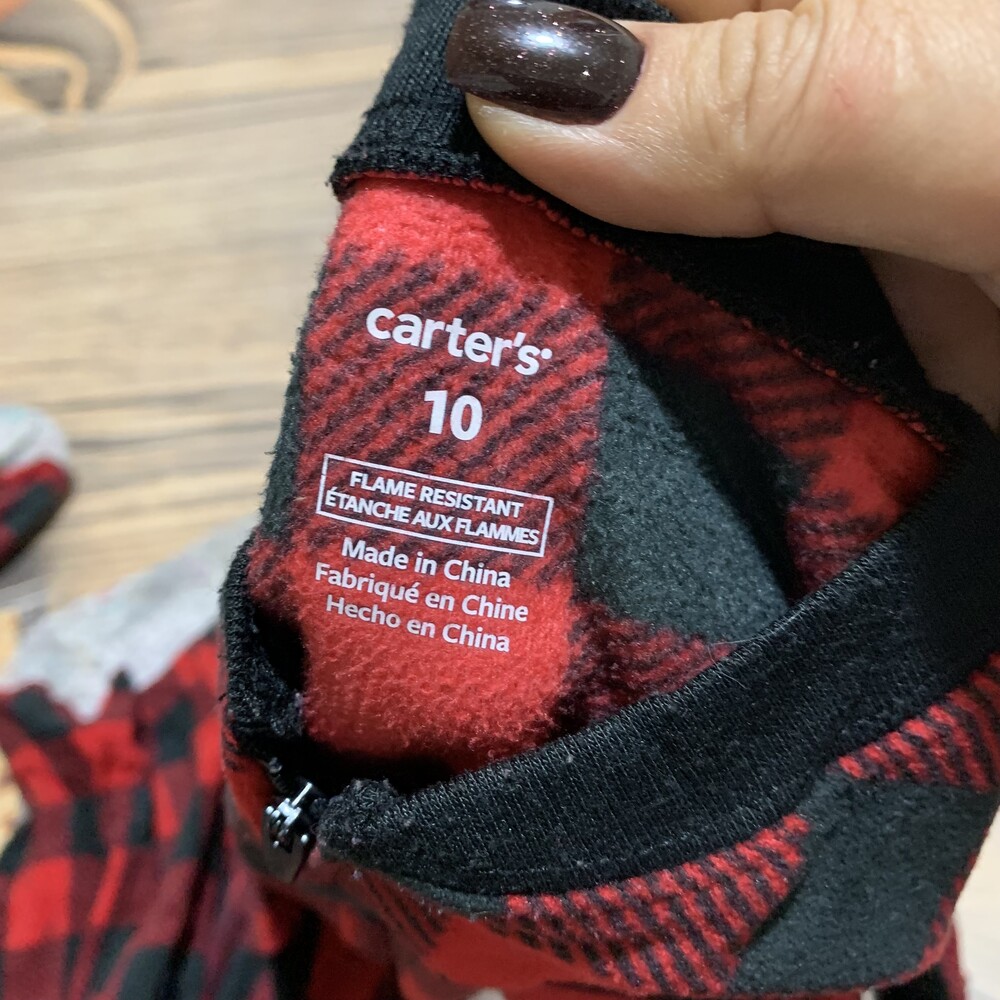 carter's
10
FLAME RESISTANT
ÉTANCHE AUX FLAMMES
Made in China
Fabriqué en Chine
Hecho en China